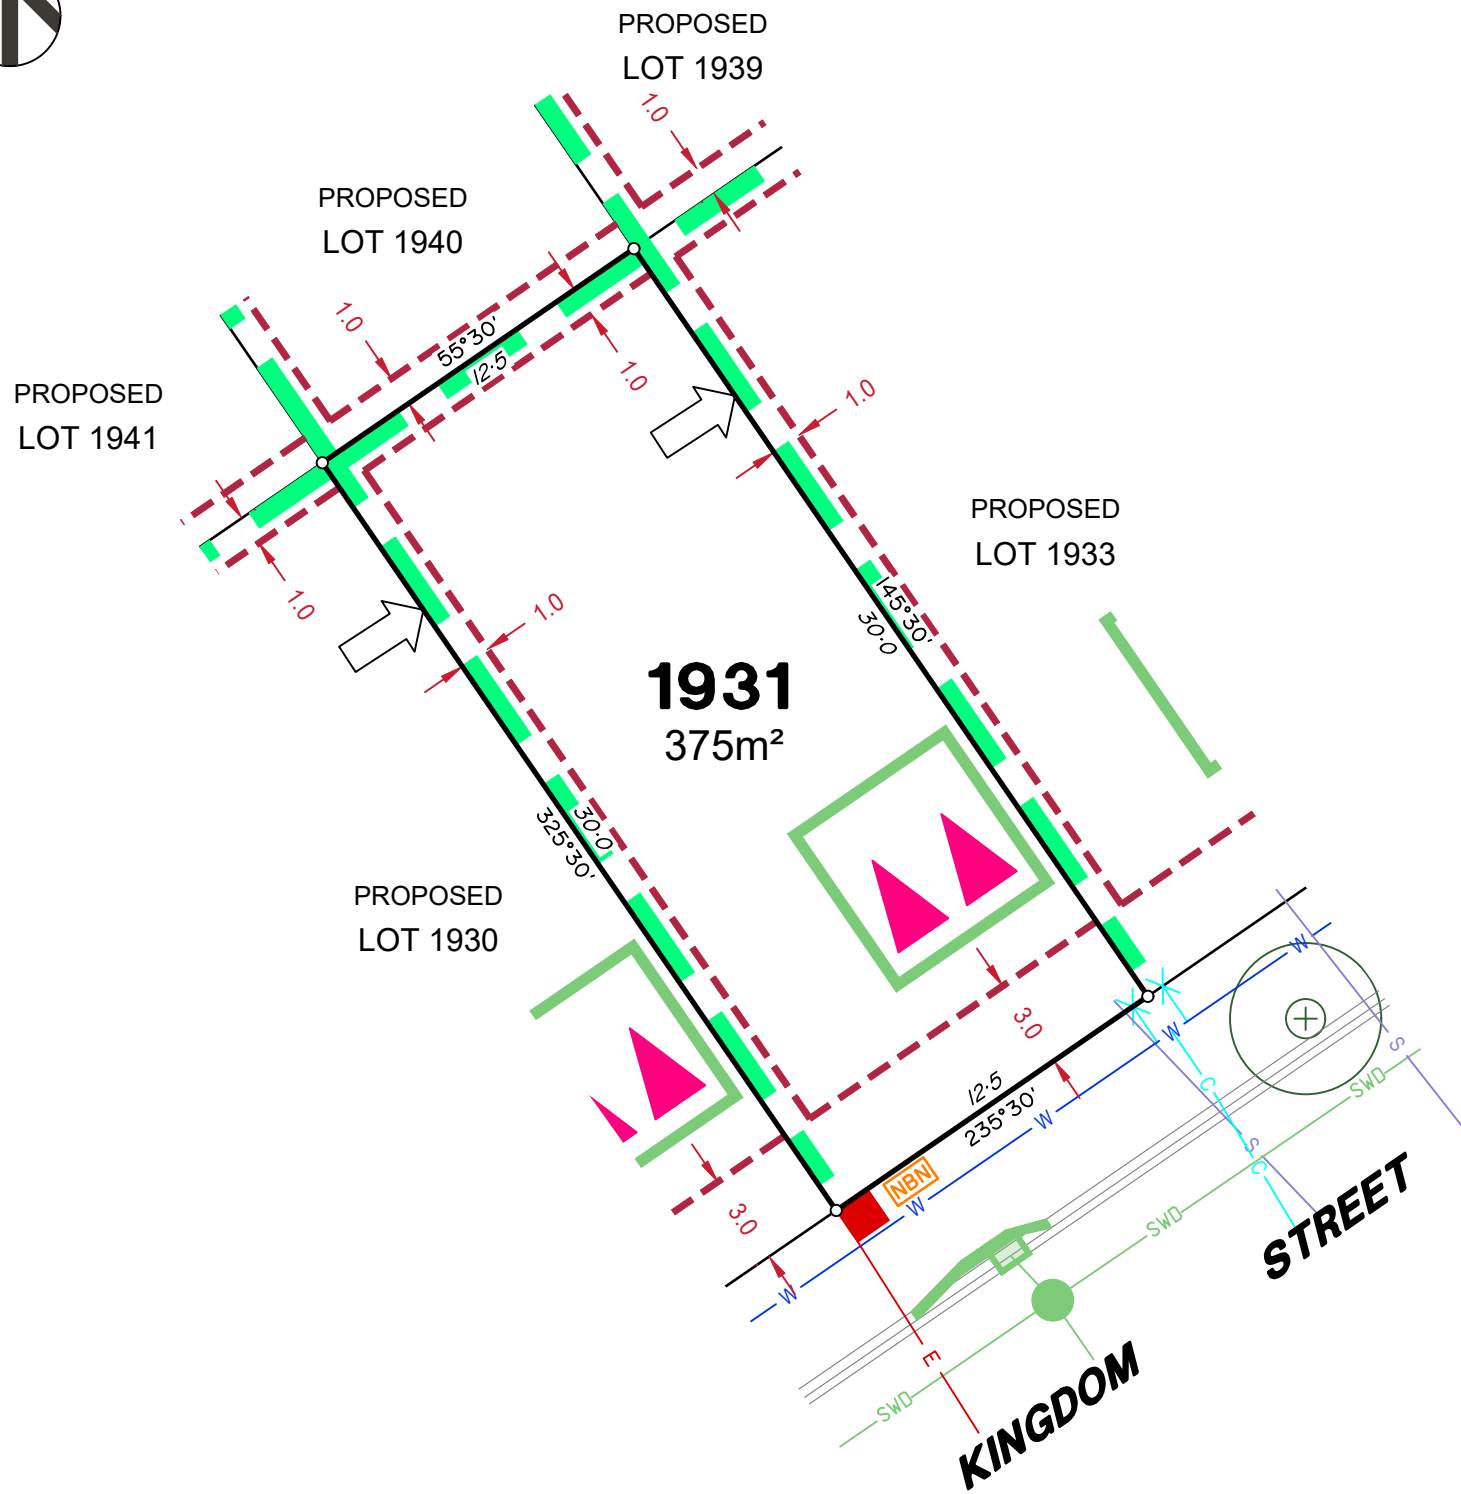 PROPOSED
LOT 1939
1.0
PROPOSED
LOT 1940
1.0
55°30'
12·5
1.0
1.0
PROPOSED
LOT 1941
PROPOSED
LOT 1933
145°30'
30·0
1.0
1.0
1931
375m²
30·0
325°30'
PROPOSED
LOT 1930
3.0
3.0
12·5
235°30'
NBN
W
W
W
W
W
S
S
C
C
SWD
SWD
SWD
E
KINGDOM STREET